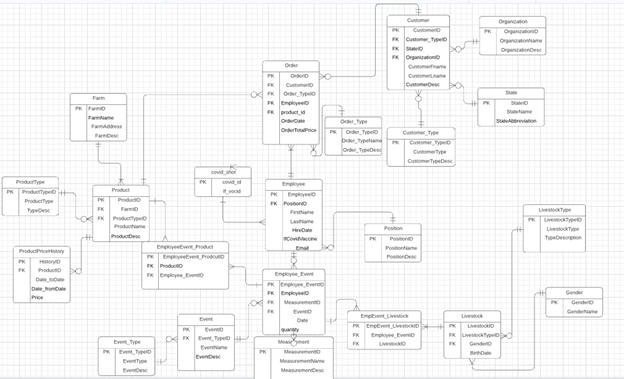 Customer
PK CustomerID
FK Customer_TypeID
FK StateID
FK OrganizationID
CustomerFname
CustomerLname
CustomerDesc
Organization
PK OrganizationID
OrganizationName
OrganizationDesc
Order
PK OrderID
FK CustomerID
FK Order_TypeID
FK EmployeeID
FK product_id
OrderDate
OrderTotalPrice
State
PK StateID
StateName
StateAbbreviation
Farm
PK FarmID
FarmName
FarmAddress
FarmDesc
Order_Type
PK Order_TypeID
OrderTypeName
OrderTypeDesc
Customer_Type
PK Customer_TypeID
CustomerType
CustomerTypeDesc
covid_shot
PK covid_id
if_vocid
ProductType
PK ProductTypeID
ProductType
TypeDesc
Product
PK ProductID
FK FarmID
FK ProductTypeID
ProductName
ProductDesc
Employee
PK EmployeeID
FK PositionID
FirstName
LastName
HireDate
IfCovidVaccine
Email
LivestockType
PK LivestockTypeID
LivestockType
TypeDescription
Position
PK PositionID
PositionName
PositionDesc
ProductPriceHistory
PK HistoryID
FK ProductID
Date_toDate
Date_fromDate
Price
EmployeeEvent_Product
PK EmployeeEvent_ProdcutID
FK ProductID
FK Employee_EventID
Employee_Event
PK Employee_EventID
FK EmployeeID
FK MeasurementID
FK EventID
Date
quantity
Gender
PK GenderID
GenderName
Event
PK EventID
FK Event_TypeID
EventName
EventDesc
EmplEvent_Livestock
PK EmpEvent_LivestockID
FK Employee_EventID
FK LivestockID
Livestock
PK LivestockID
FK LivestockTypeID
FK GenderID
BirthDate
Event_Type
PK Event_TypeID
EventType
EventDesc
Measurement
PK MeasurementID
MeasurementName
MeasurementDesc